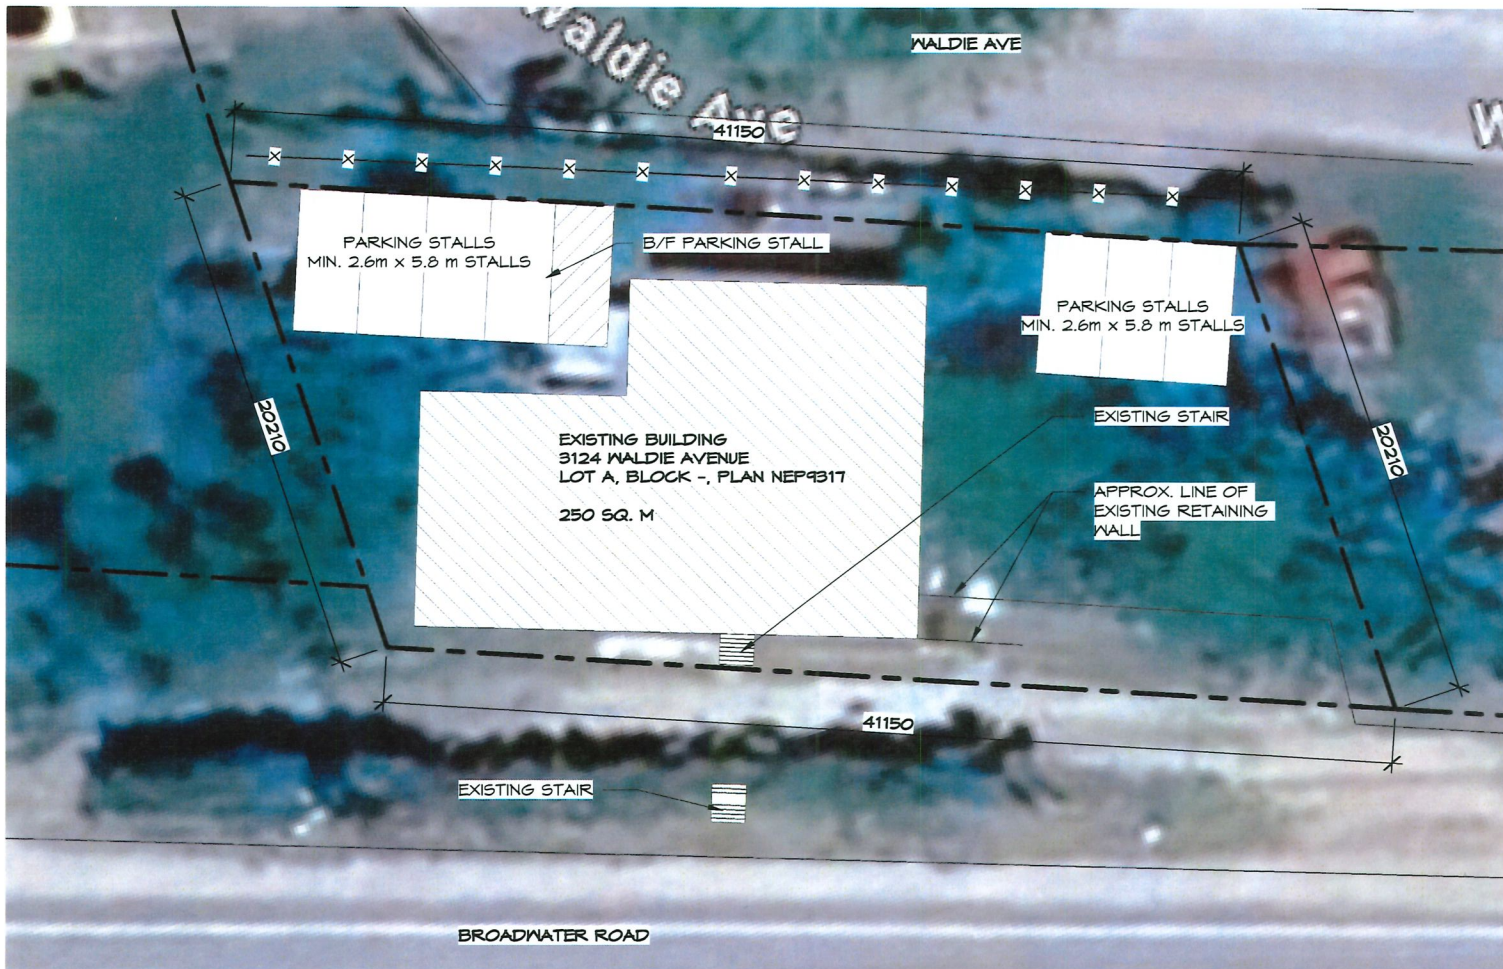 WALDIE AVE
Waldie Ave
W
41150
PARKING STALLS
MIN. 2.6m x 5.8 m STALLS
B/F PARKING STALL
PARKING STALLS
MIN. 2.6m x 5.8 m STALLS
20210
20210
EXISTING STAIR
EXISTING BUILDING
3124 WALDIE AVENUE
LOT A, BLOCK -, PLAN NEP9317
250 SQ. M
APPROX. LINE OF
EXISTING RETAINING
WALL
41150
EXISTING STAIR
BROADWATER ROAD